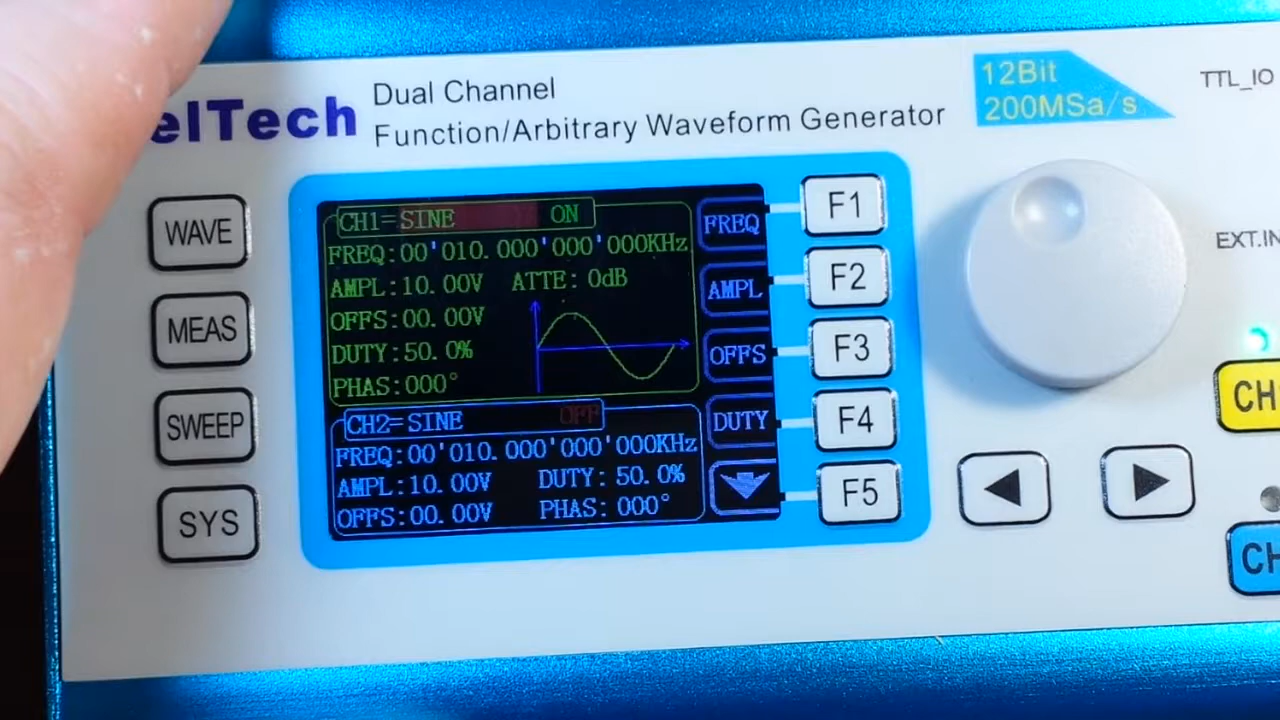 elTech
Dual Channel
Function/Arbitrary Waveform Generator
12Bit
200MSa/s
TTL_IO
WAVE
MEAS
SWEEP
SYS
CH1=SINE ON
FREQ:00'010.000'000'000KHz
AMPL:10.00V ATTE: 0dB
OFFS:00.00V
DUTY:50.0%
PHAS:000°
CH2=SINE OFF
FREQ:00'010.000'000'000KHz
AMPL:10.00V DUTY: 50.0%
OFFS:00.00V PHAS: 000°
FREQ
AMPL
OFFS
DUTY
F1
F2
F3
F4
F5
EXT.IN
CH
CH